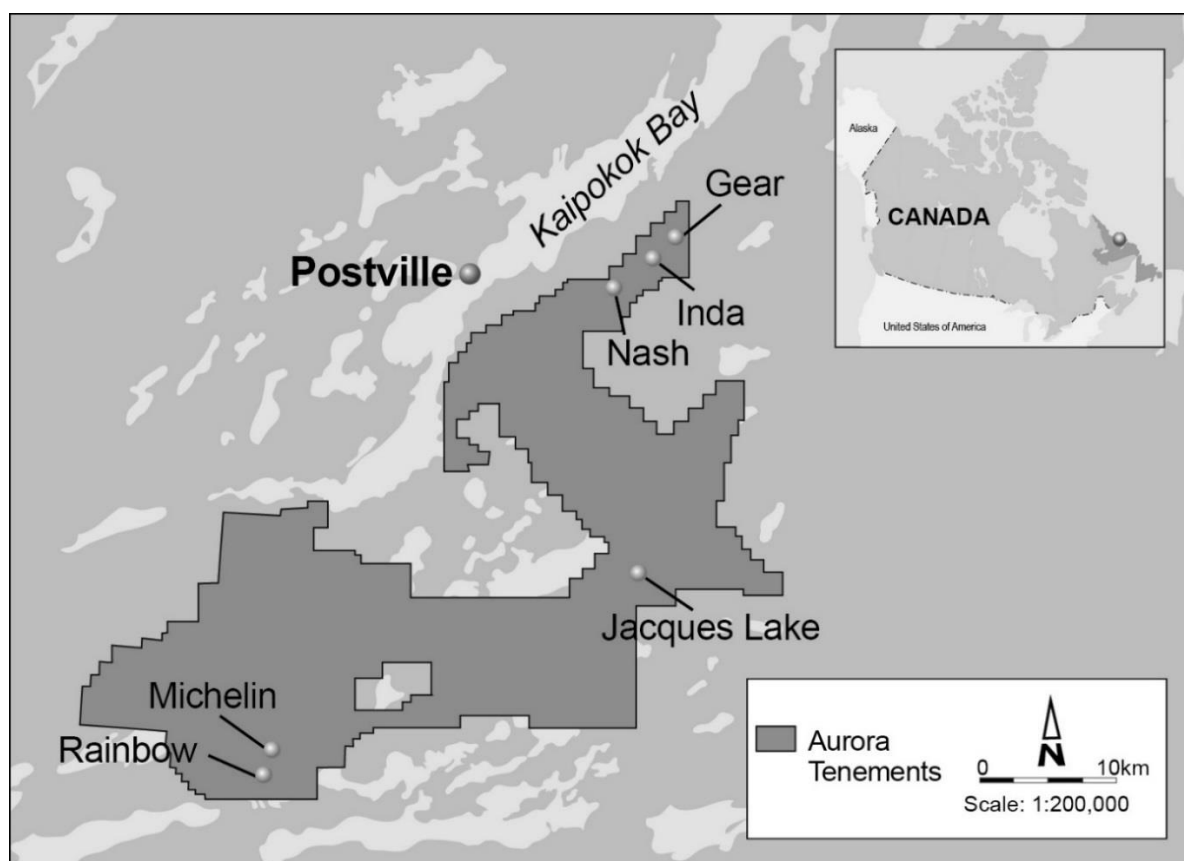 Alaska
CANADA
United States of America
Kaipokok Bay
Gear
Postville
Inda
Nash
Jacques Lake
Michelin
Rainbow
Aurora
Tenements
N
0 10km
Scale: 1:200,000